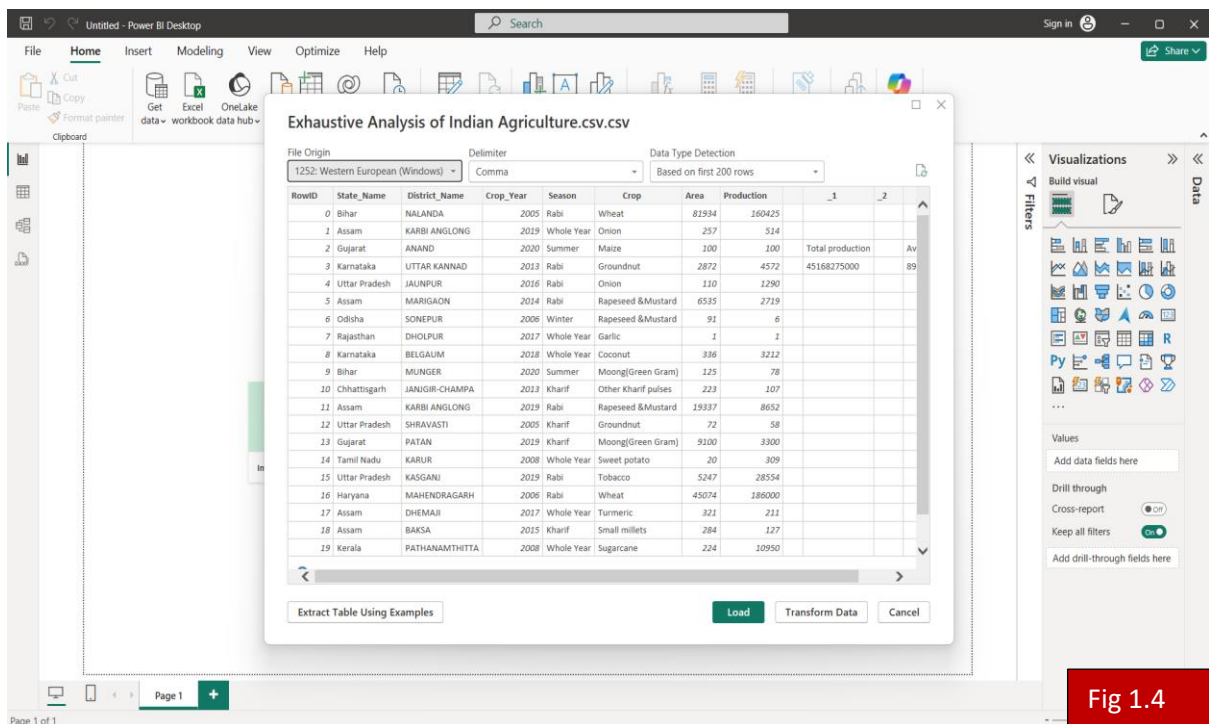 Untitled - Power BI Desktop
Search
Sign in
File Home Insert Modeling View Optimize Help
Share
Paste
Cut
Copy
Format painter
Clipboard
Get data
Excel workbook
OneLake data hub
Exhaustive Analysis of Indian Agriculture.csv.csv
File Origin Delimiter Data Type Detection
1252: Western European (Windows) Comma Based on first 200 rows
RowID State_Name District_Name Crop_Year Season Crop Area Production _1 _2
0 Bihar NALANDA 2005 Rabi Wheat 81934 160425
1 Assam KARBI ANGLONG 2019 Whole Year Onion 257 514
2 Gujarat ANAND 2020 Summer Maize 100 100 Total production Av
3 Karnataka UTTAR KANNAD 2013 Rabi Groundnut 2872 4572 45168275000 89
4 Uttar Pradesh JAUNPUR 2016 Rabi Onion 110 1290
5 Assam MARIGAON 2014 Rabi Rapeseed &Mustard 6535 2719
6 Odisha SONEPUR 2006 Winter Rapeseed &Mustard 91 6
7 Rajasthan DHOLPUR 2017 Whole Year Garlic 1 1
8 Karnataka BELGAUM 2018 Whole Year Coconut 336 3212
9 Bihar MUNGER 2020 Summer Moong(Green Gram) 125 78
10 Chhattisgarh JANJGIR-CHAMPA 2013 Kharif Other Kharif pulses 223 107
11 Assam KARBI ANGLONG 2019 Rabi Rapeseed &Mustard 19337 8652
12 Uttar Pradesh SHRAVASTI 2005 Kharif Groundnut 72 58
13 Gujarat PATAN 2019 Kharif Moong(Green Gram) 9100 3300
14 Tamil Nadu KARUR 2008 Whole Year Sweet potato 20 309
15 Uttar Pradesh KASGANJ 2019 Rabi Tobacco 5247 28554
16 Haryana MAHENDRAGARH 2006 Rabi Wheat 45074 186000
17 Assam DHEMAJI 2017 Whole Year Turmeric 321 211
18 Assam BAKSA 2015 Kharif Small millets 284 127
19 Kerala PATHANAMTHITTA 2008 Whole Year Sugarcane 224 10950
Extract Table Using Examples Load Transform Data Cancel
In
Filters
Visualizations
Build visual
R
Py
...
Values
Add data fields here
Drill through
Cross-report Off
Keep all filters On
Add drill-through fields here
Data
Page 1
Page 1 of 1
Fig 1.4